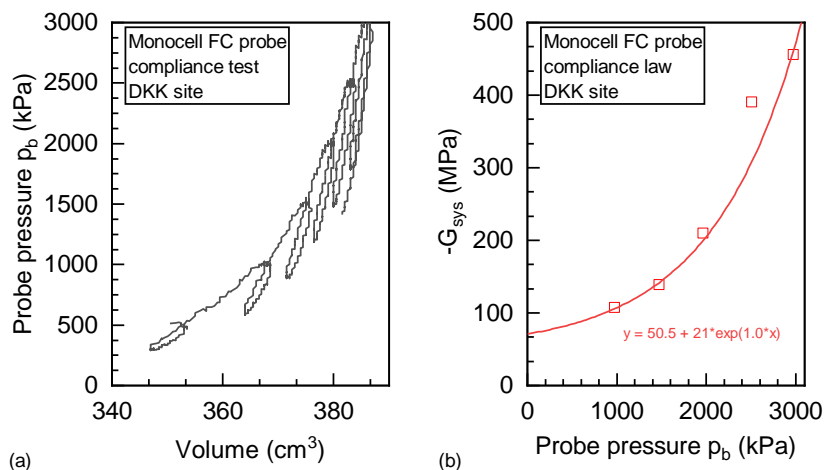 Monocell FC probe
compliance test
DKK site
Probe pressure p_b (kPa)
3000
2500
2000
1500
1000
500
0
340
360
380
Volume (cm³)
(a)
Monocell FC probe
compliance law
DKK site
-G_sys (MPa)
500
400
300
200
100
0
y = 50.5 + 21*exp(1.0*x)
0
1000
2000
3000
Probe pressure p_b (kPa)
(b)